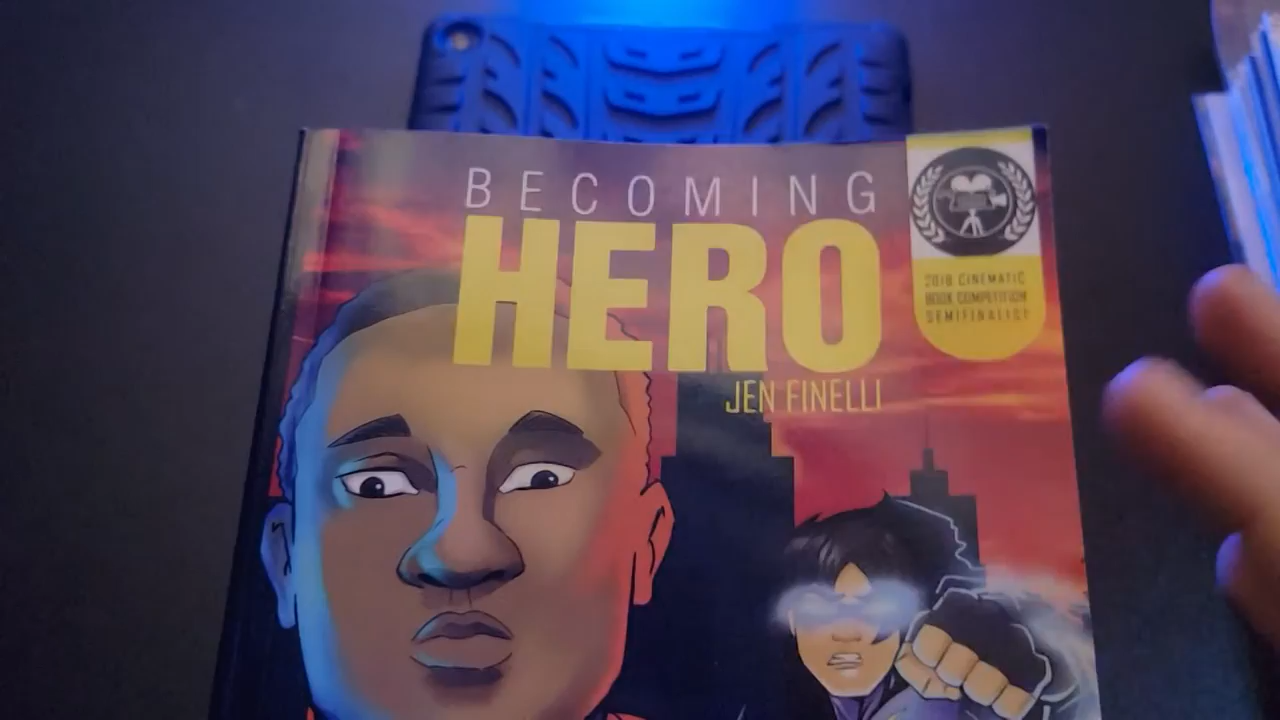 BECOMING
HERO
JEN FINELLI
2018 CINEMATIC
BOOK COMPETITION
SEMIFINALIST